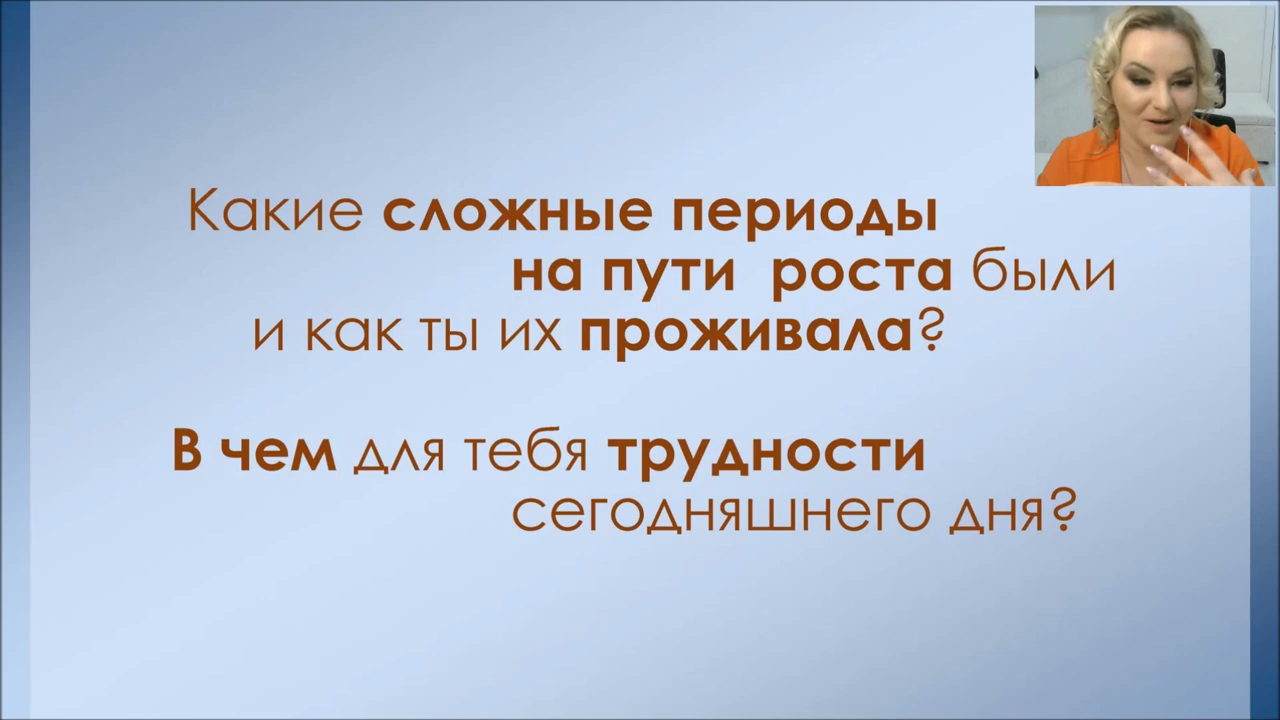 Какие сложные периоды
на пути роста были
и как ты их проживала?
В чем для тебя трудности
сегодняшнего дня?